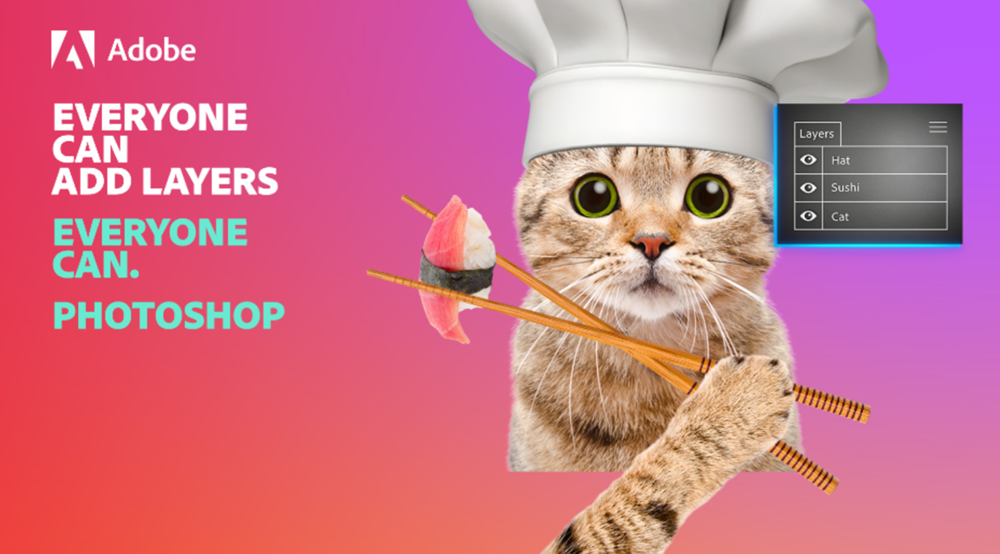 Adobe
EVERYONE
CAN
ADD LAYERS
EVERYONE
CAN.
PHOTOSHOP
Layers
Hat
Sushi
Cat